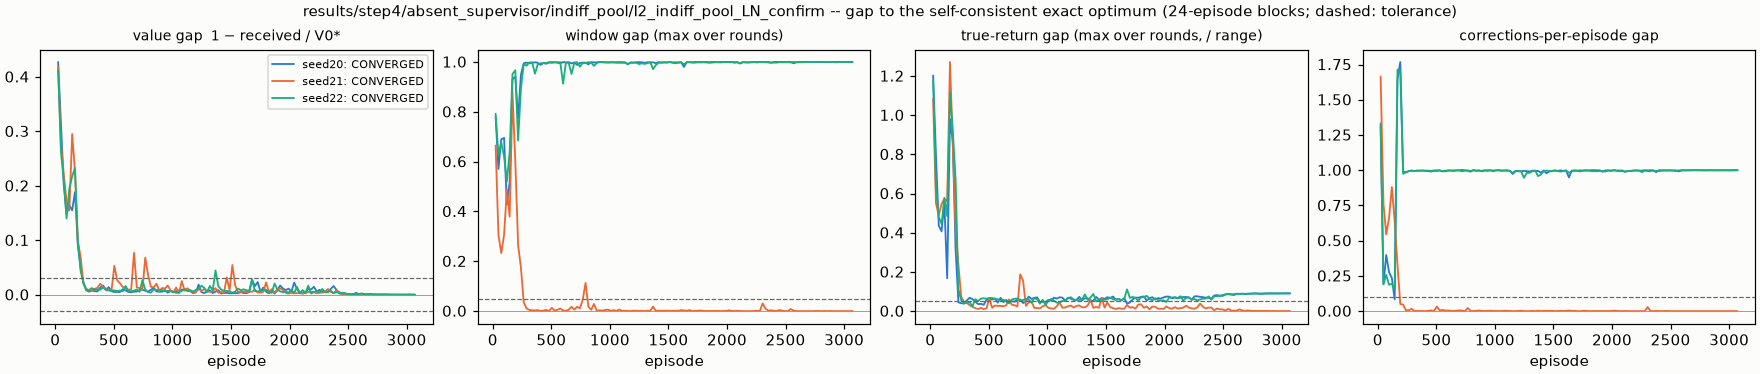 results/step4/absent_supervisor/indiff_pool/l2_indiff_pool_LN_confirm -- gap to the self-consistent exact optimum (24-episode blocks; dashed: tolerance)
value gap 1 − received / V0*
0.4
0.3
0.2
0.1
0.0
seed20: CONVERGED
seed21: CONVERGED
seed22: CONVERGED
0 500 1000 1500 2000 2500 3000
episode
window gap (max over rounds)
1.0
0.8
0.6
0.4
0.2
0.0
0 500 1000 1500 2000 2500 3000
episode
true-return gap (max over rounds, / range)
1.2
1.0
0.8
0.6
0.4
0.2
0.0
0 500 1000 1500 2000 2500 3000
episode
corrections-per-episode gap
1.75
1.50
1.25
1.00
0.75
0.50
0.25
0.00
0 500 1000 1500 2000 2500 3000
episode